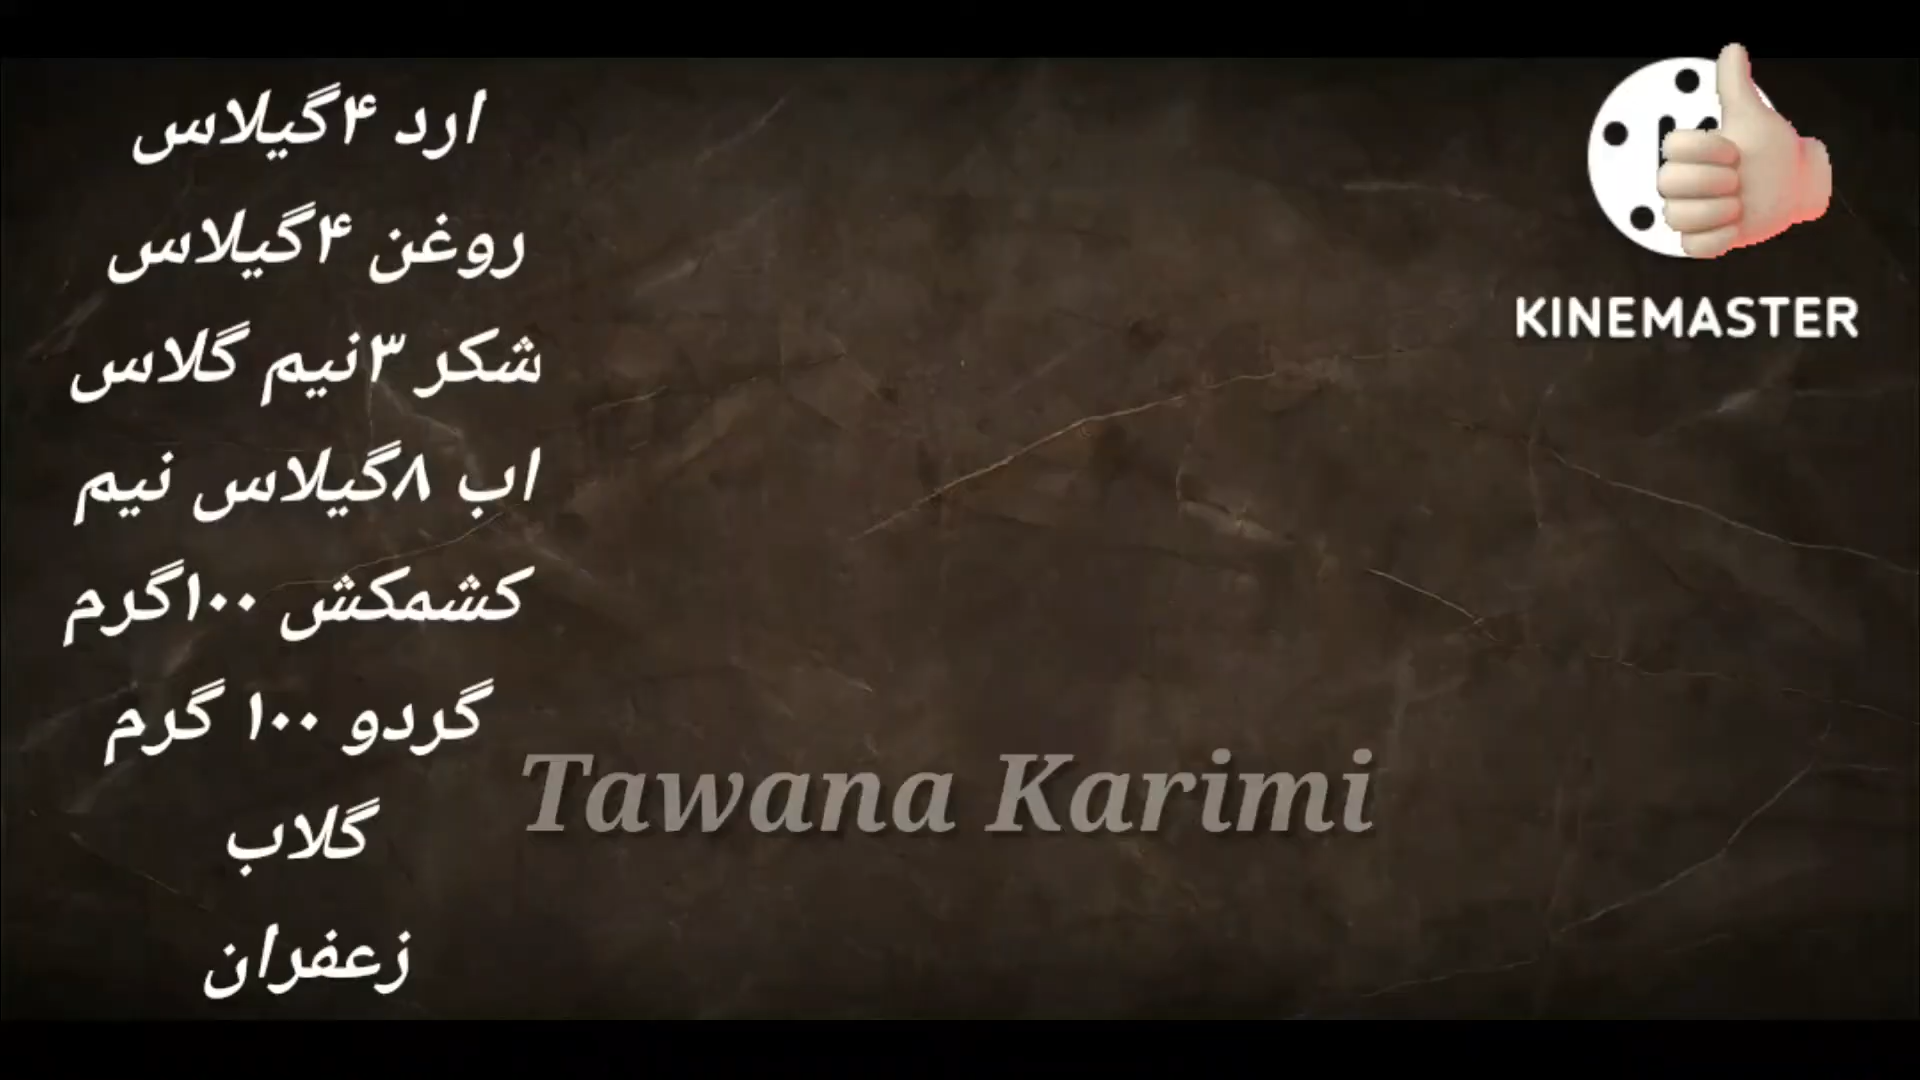 ارد ۴گیلاس
روغن ۴گیلاس
شکر ۳نیم گلاس
اب ۸گیلاس نیم
کشمکش ۱۰۰گرم
گردو ۱۰۰ گرم
گلاب
زعفران
KINEMASTER
Tawana Karimi